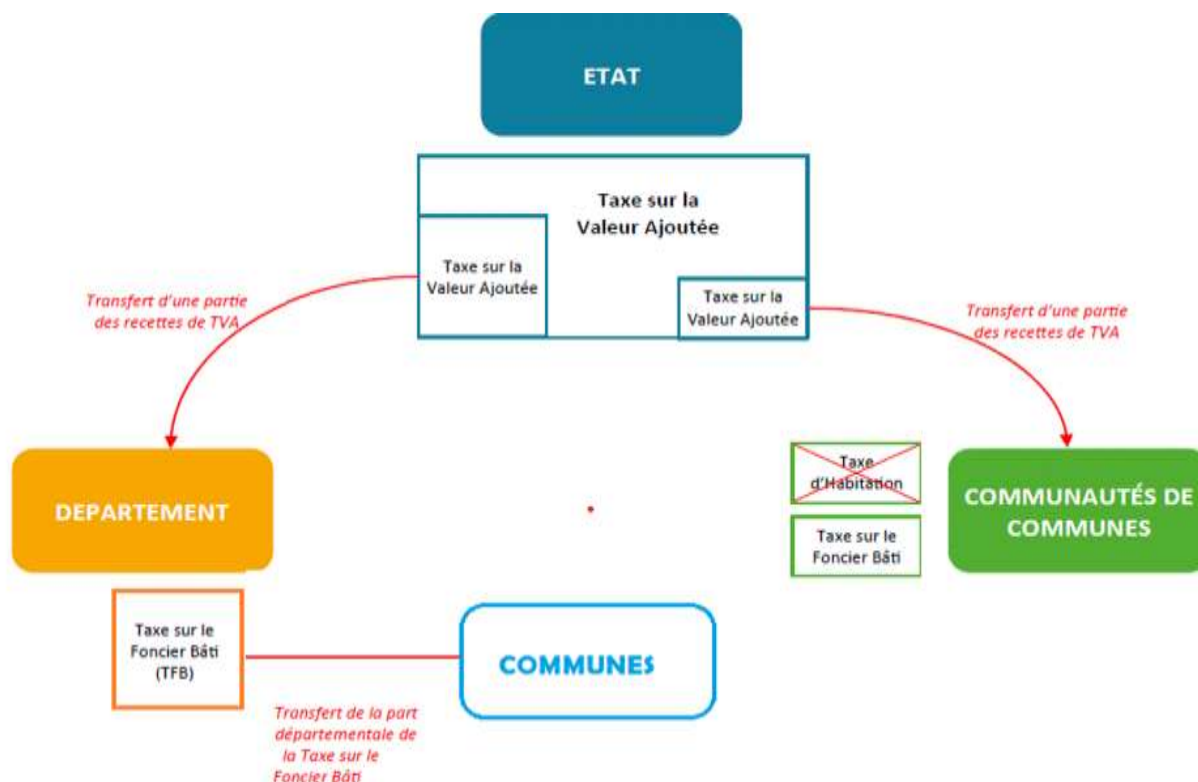 ETAT
Taxe sur la
Valeur Ajoutée
Taxe sur la
Valeur Ajoutée
Taxe sur la
Valeur Ajoutée
Transfert d'une partie
des recettes de TVA
Transfert d'une partie
des recettes de TVA
DEPARTEMENT
Taxe
d'Habitation
Taxe sur le
Foncier Bâti
COMMUNAUTÉS DE
COMMUNES
Taxe sur le
Foncier Bâti
(TFB)
COMMUNES
Transfert de la part
départementale de
la Taxe sur le
Foncier Bâti